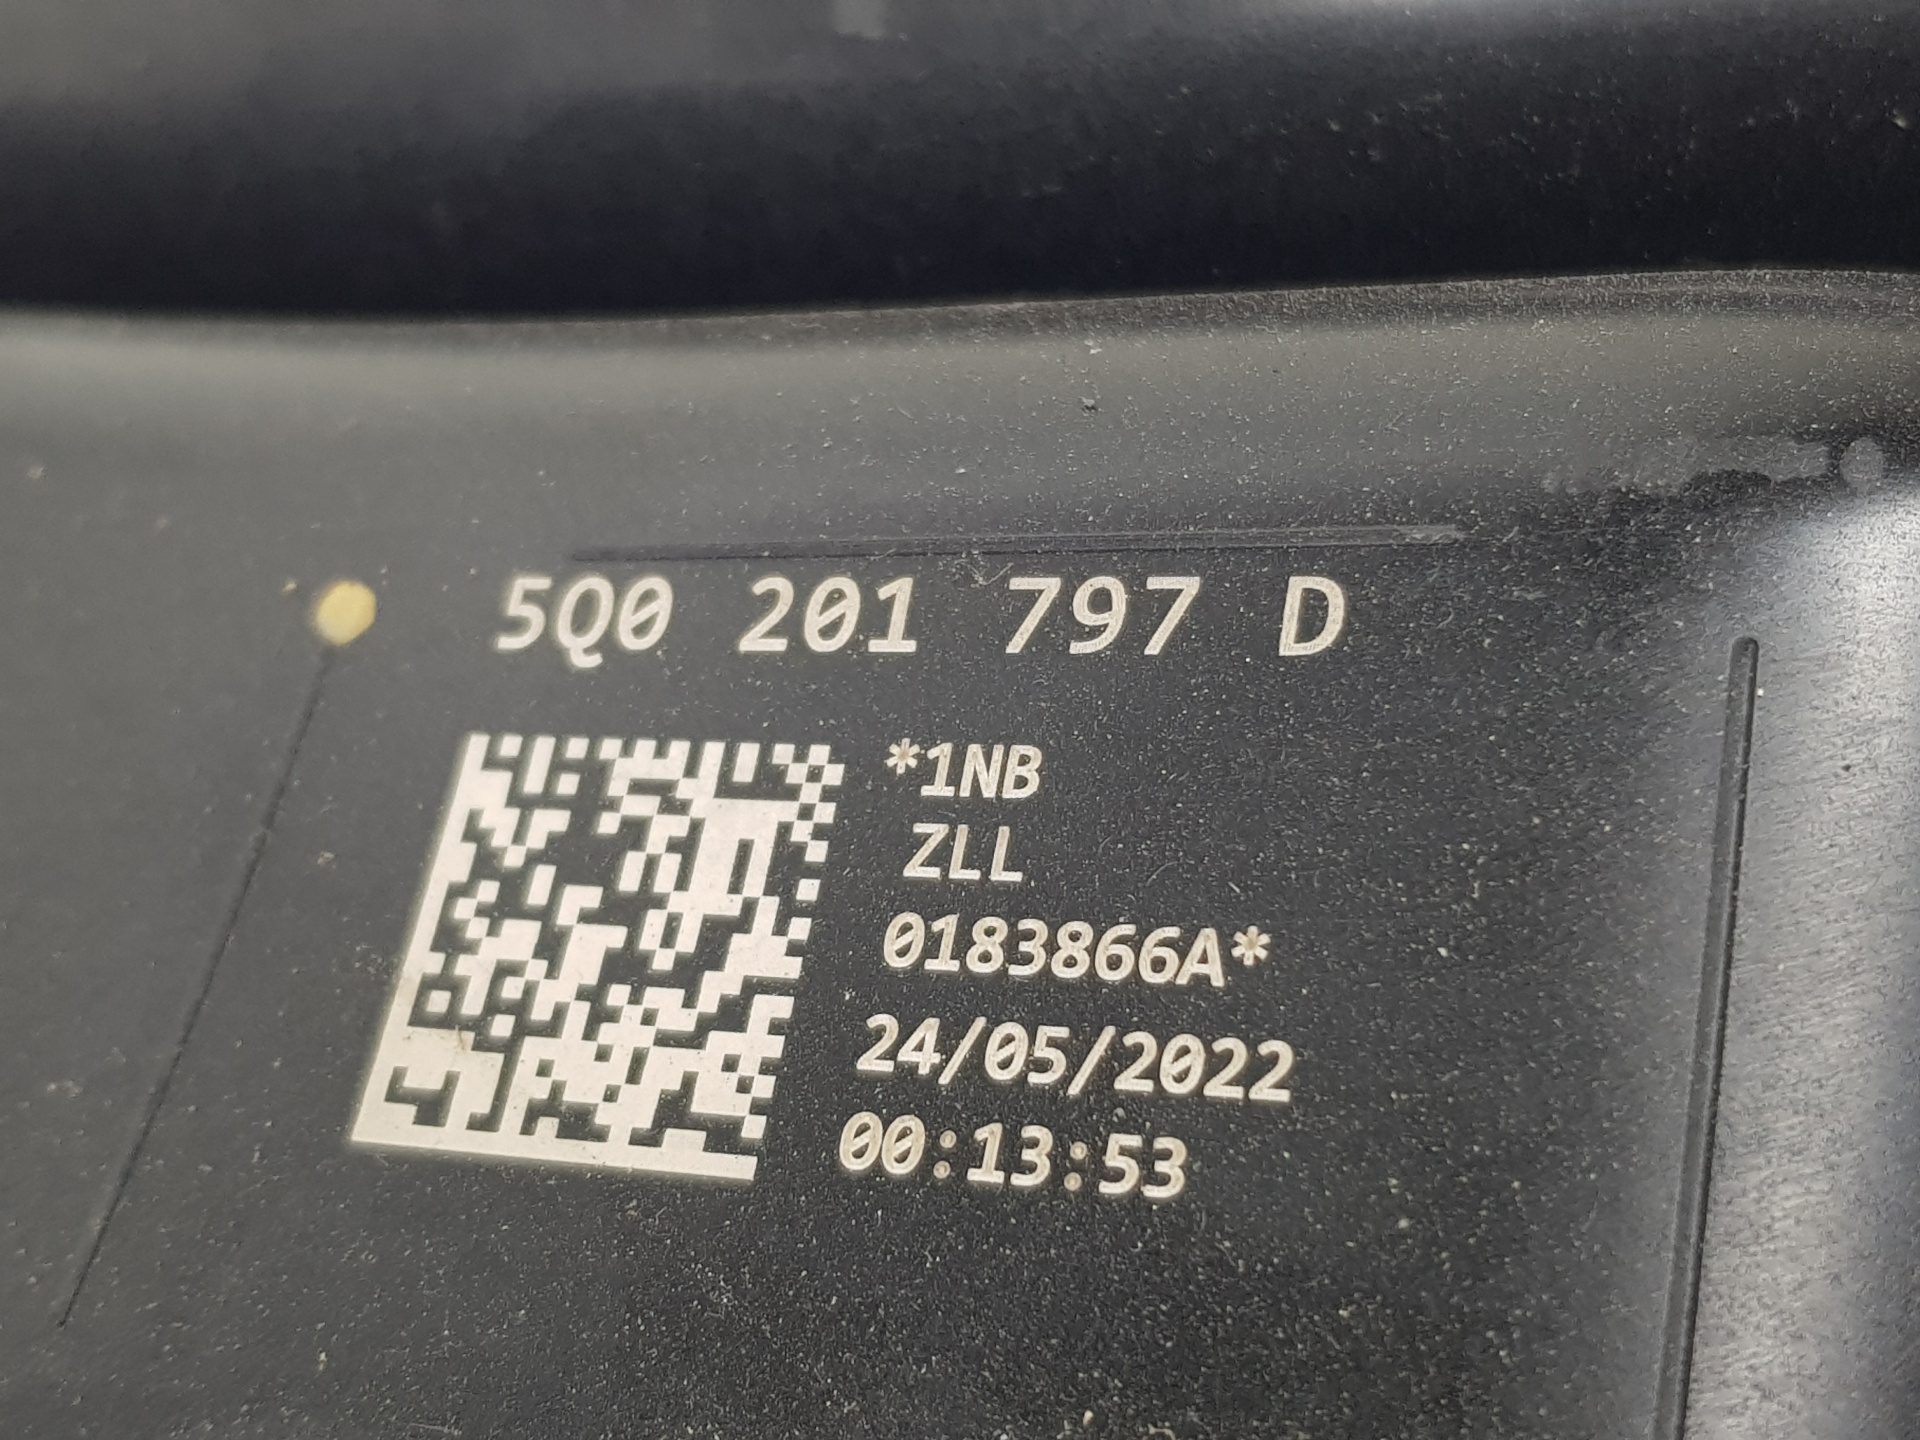 5Q0 201 797 D
*1NB
ZLL
0183866A*
24/05/2022
00:13:53